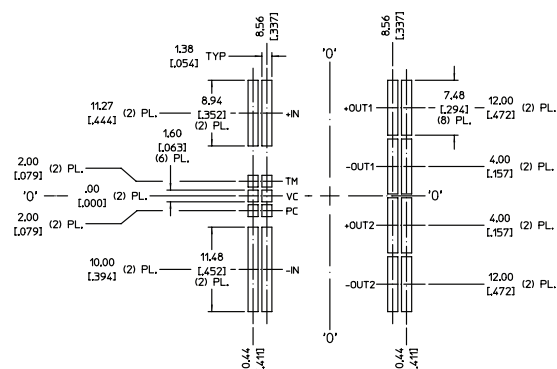 8.56
[.337]
8.56
[.337]
1.38
[.054]
TYP
'0'
11.27
[.444]
(2) PL.
8.94
[.352]
(2) PL.
+IN
+OUT1
7.48
[.294]
(8) PL.
12.00
[.472]
(2) PL.
1.60
[.063]
(6) PL.
2.00
[.079]
(2) PL.
TM
-OUT1
4.00
[.157]
(2) PL.
'0'
.00
[.000]
(2) PL.
VC
'0'
2.00
[.079]
(2) PL.
PC
+OUT2
4.00
[.157]
(2) PL.
10.00
[.394]
(2) PL.
11.48
[.452]
(2) PL.
-IN
-OUT2
12.00
[.472]
(2) PL.
'0'
0.44
.411]
0.44
.411]